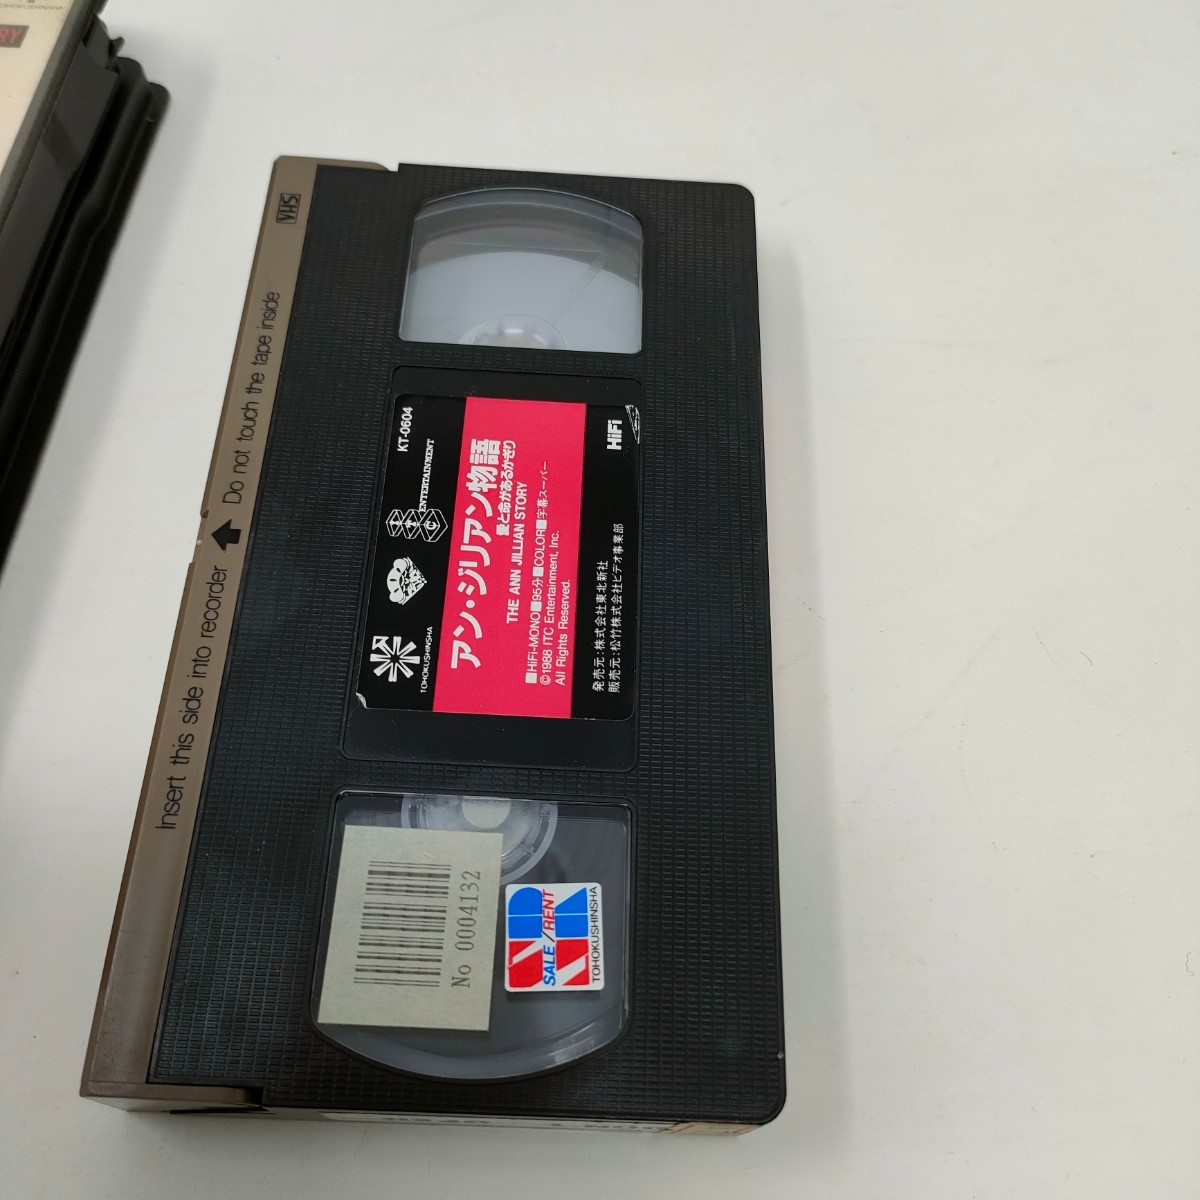 RY
VHS
Insert this side into recorder Do not touch the tape inside
KT-0604
ITC ENTERTAINMENT
TOHOKUSHINSHA
アン・ジリアン物語
愛と命があるかぎり
THE ANN JILLIAN STORY
■HiFi-MONO■95分■COLOR■字幕スーパー
©1988 ITC Entertainment, Inc.
All Rights Reserved.
発売元:株式会社東北新社
販売元:松竹株式会社ビデオ事業部
HiFi
No 0004132
SALE/RENT
TOHOKUSHINSHA